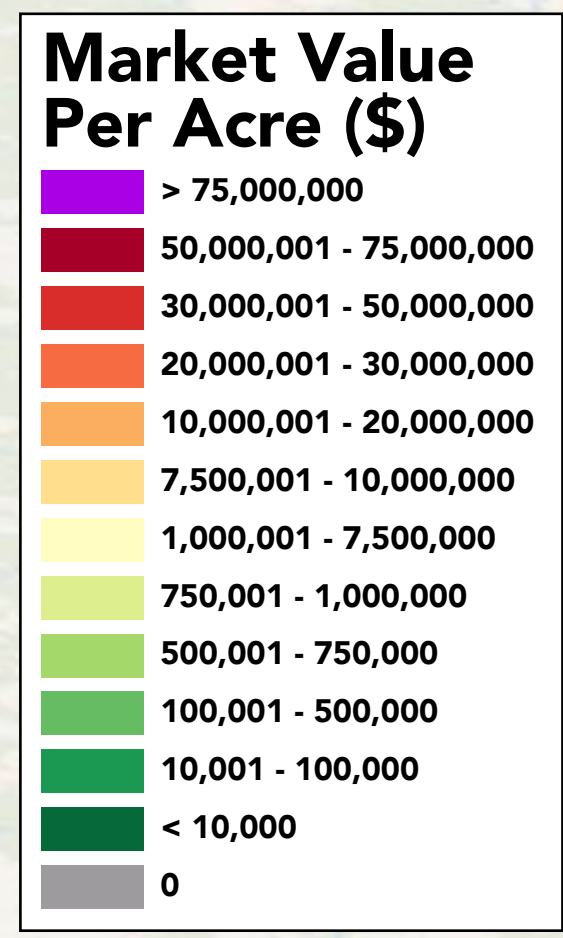 Market Value
Per Acre ($)
> 75,000,000
50,000,001 - 75,000,000
30,000,001 - 50,000,000
20,000,001 - 30,000,000
10,000,001 - 20,000,000
7,500,001 - 10,000,000
1,000,001 - 7,500,000
750,001 - 1,000,000
500,001 - 750,000
100,001 - 500,000
10,001 - 100,000
< 10,000
0